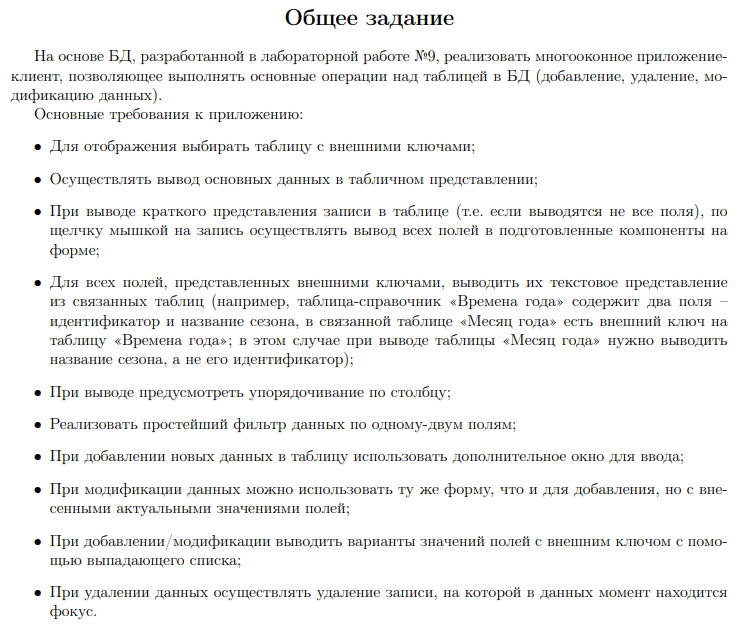 Общее задание
На основе БД, разработанной в лабораторной работе №9, реализовать многооконное приложение-
клиент, позволяющее выполнять основные операции над таблицей в БД (добавление, удаление, мо-
дификацию данных).
Основные требования к приложению:
• Для отображения выбирать таблицу с внешними ключами;
• Осуществлять вывод основных данных в табличном представлении;
• При выводе краткого представления записи в таблице (т.е. если выводятся не все поля), по
щелчку мышкой на запись осуществлять вывод всех полей в подготовленные компоненты на
форме;
• Для всех полей, представленных внешними ключами, выводить их текстовое представление
из связанных таблиц (например, таблица-справочник «Времена года» содержит два поля –
идентификатор и название сезона, в связанной таблице «Месяц года» есть внешний ключ на
таблицу «Времена года»; в этом случае при выводе таблицы «Месяц года» нужно выводить
название сезона, а не его идентификатор);
• При выводе предусмотреть упорядочивание по столбцу;
• Реализовать простейший фильтр данных по одному-двум полям;
• При добавлении новых данных в таблицу использовать дополнительное окно для ввода;
• При модификации данных можно использовать ту же форму, что и для добавления, но с вне-
сенными актуальными значениями полей;
• При добавлении/модификации выводить варианты значений полей с внешним ключом с помо-
щью выпадающего списка;
• При удалении данных осуществлять удаление записи, на которой в данных момент находится
фокус.